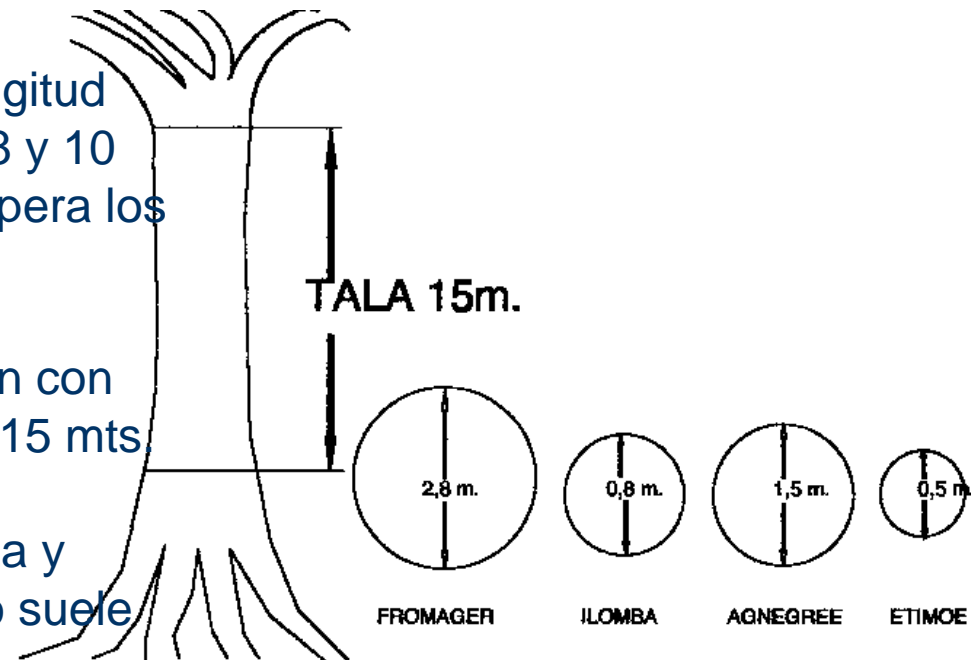 gitud
3 y 10
pera los
TALA 15m.
n con
15 mts.
a y
o suele
2,8 m.
0,8 m.
1,5 m.
0,5 m
FROMAGER
ILOMBA
AGNEGREE
ETIMOE